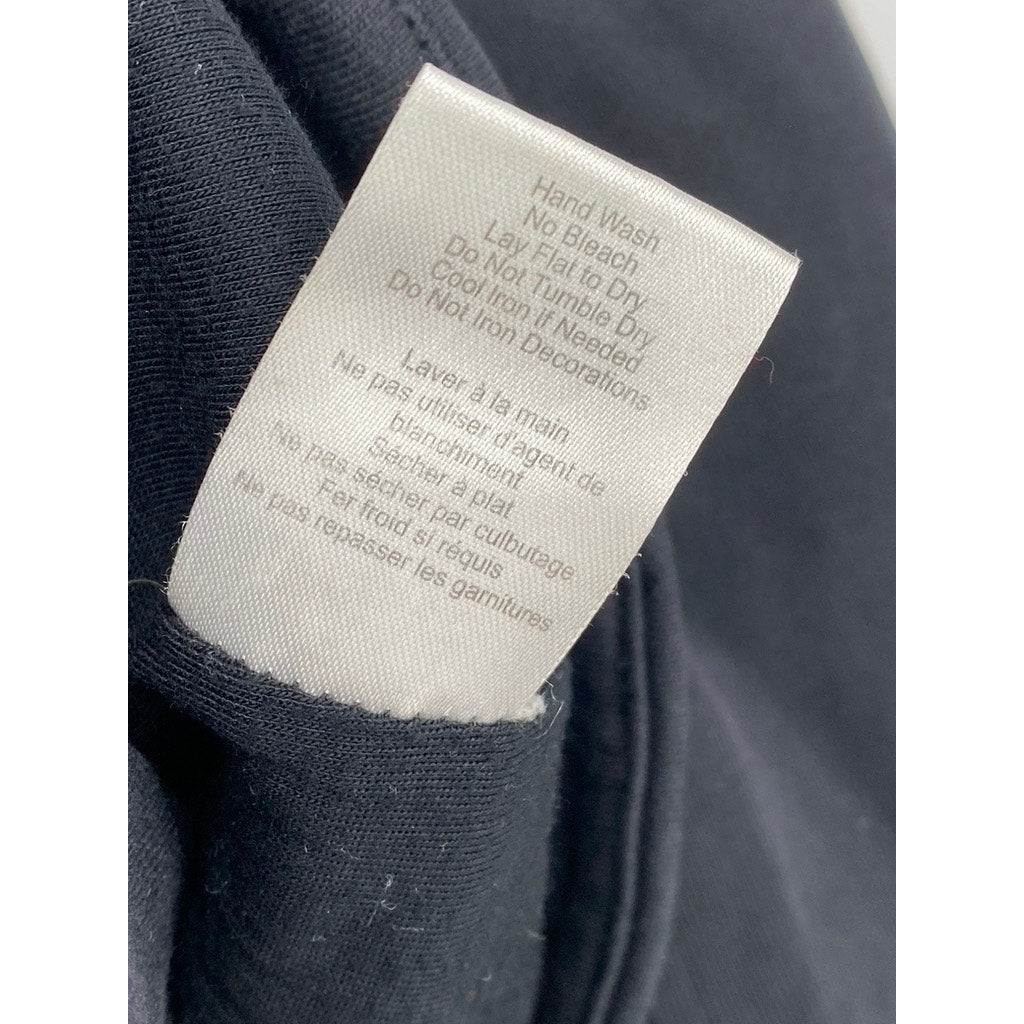 Hand Wash
No Bleach
Lay Flat to Dry
Do Not Tumble Dry
Cool Iron if Needed
Do Not Iron Decorations
Laver à la main
Ne pas utiliser d'agent de
blanchiment
Sècher à plat
Ne pas sécher par culbutage
Fer froid si réquis
Ne pas repasser les garnitures